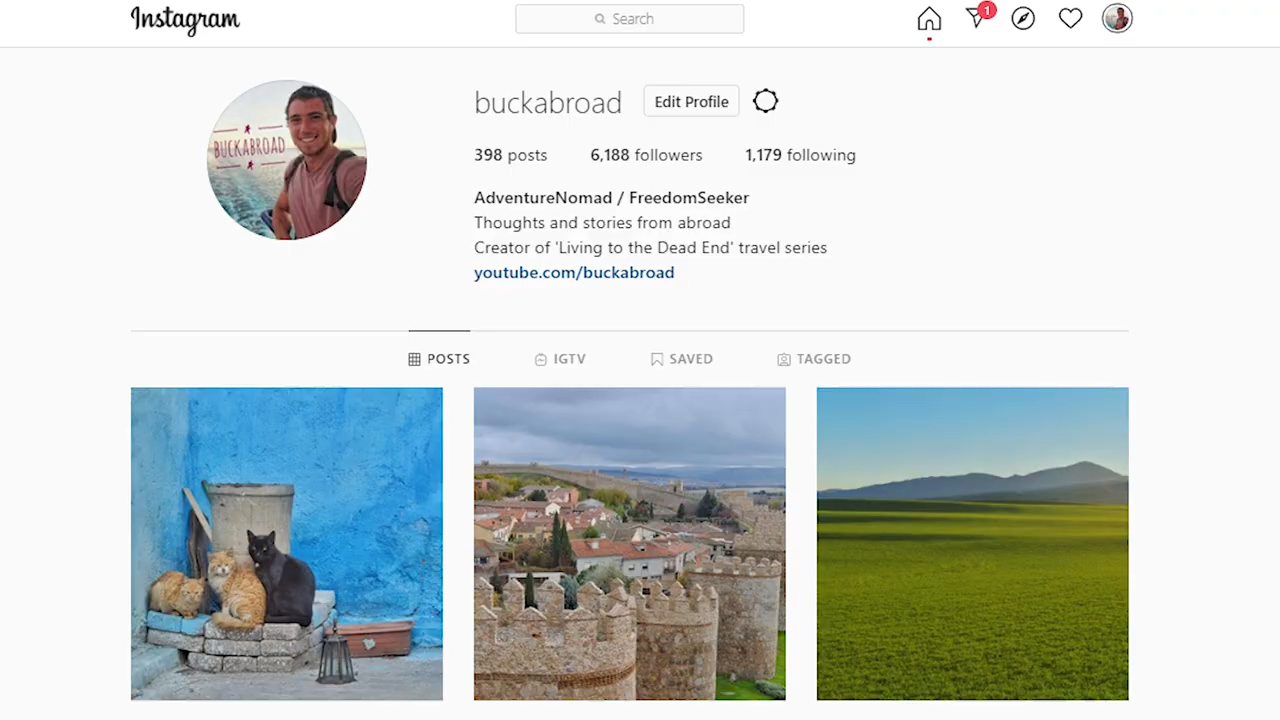 Instagram
Search
1
buckabroad Edit Profile
BUCKABROAD
398 posts 6,188 followers 1,179 following
AdventureNomad / FreedomSeeker
Thoughts and stories from abroad
Creator of 'Living to the Dead End' travel series
youtube.com/buckabroad
POSTS IGTV SAVED TAGGED